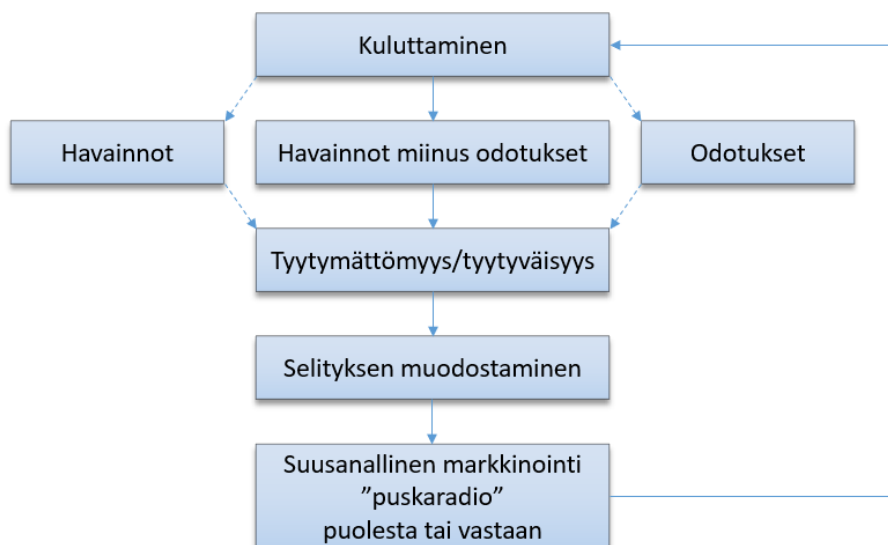 Kuluttaminen
Havainnot
Havainnot miinus odotukset
Odotukset
Tyytymättömyys/tyytyväisyys
Selityksen muodostaminen
Suusanallinen markkinointi
”puskaradio”
puolesta tai vastaan